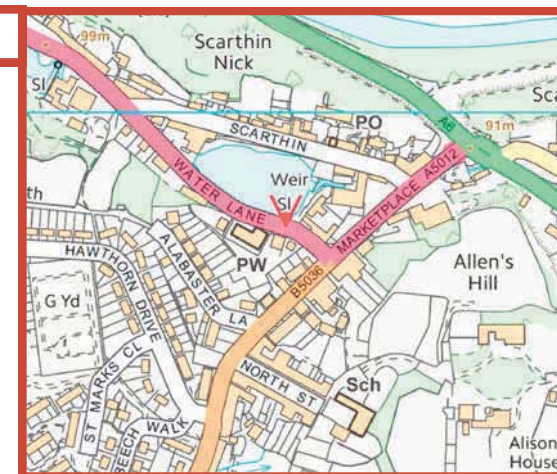 99m
Scarthin
Nick
Sl
SCARTHIN
PO
A6
91m
Sca
WATER LANE
Weir
Sl
MARKETPLACE A5012
th
HAWTHORN DRIVE
ALABASTER
LA
PW
B5036
Allen's
Hill
G Yd
ST MARKS CL
NORTH ST
Sch
BEECH WALK
Alison
House